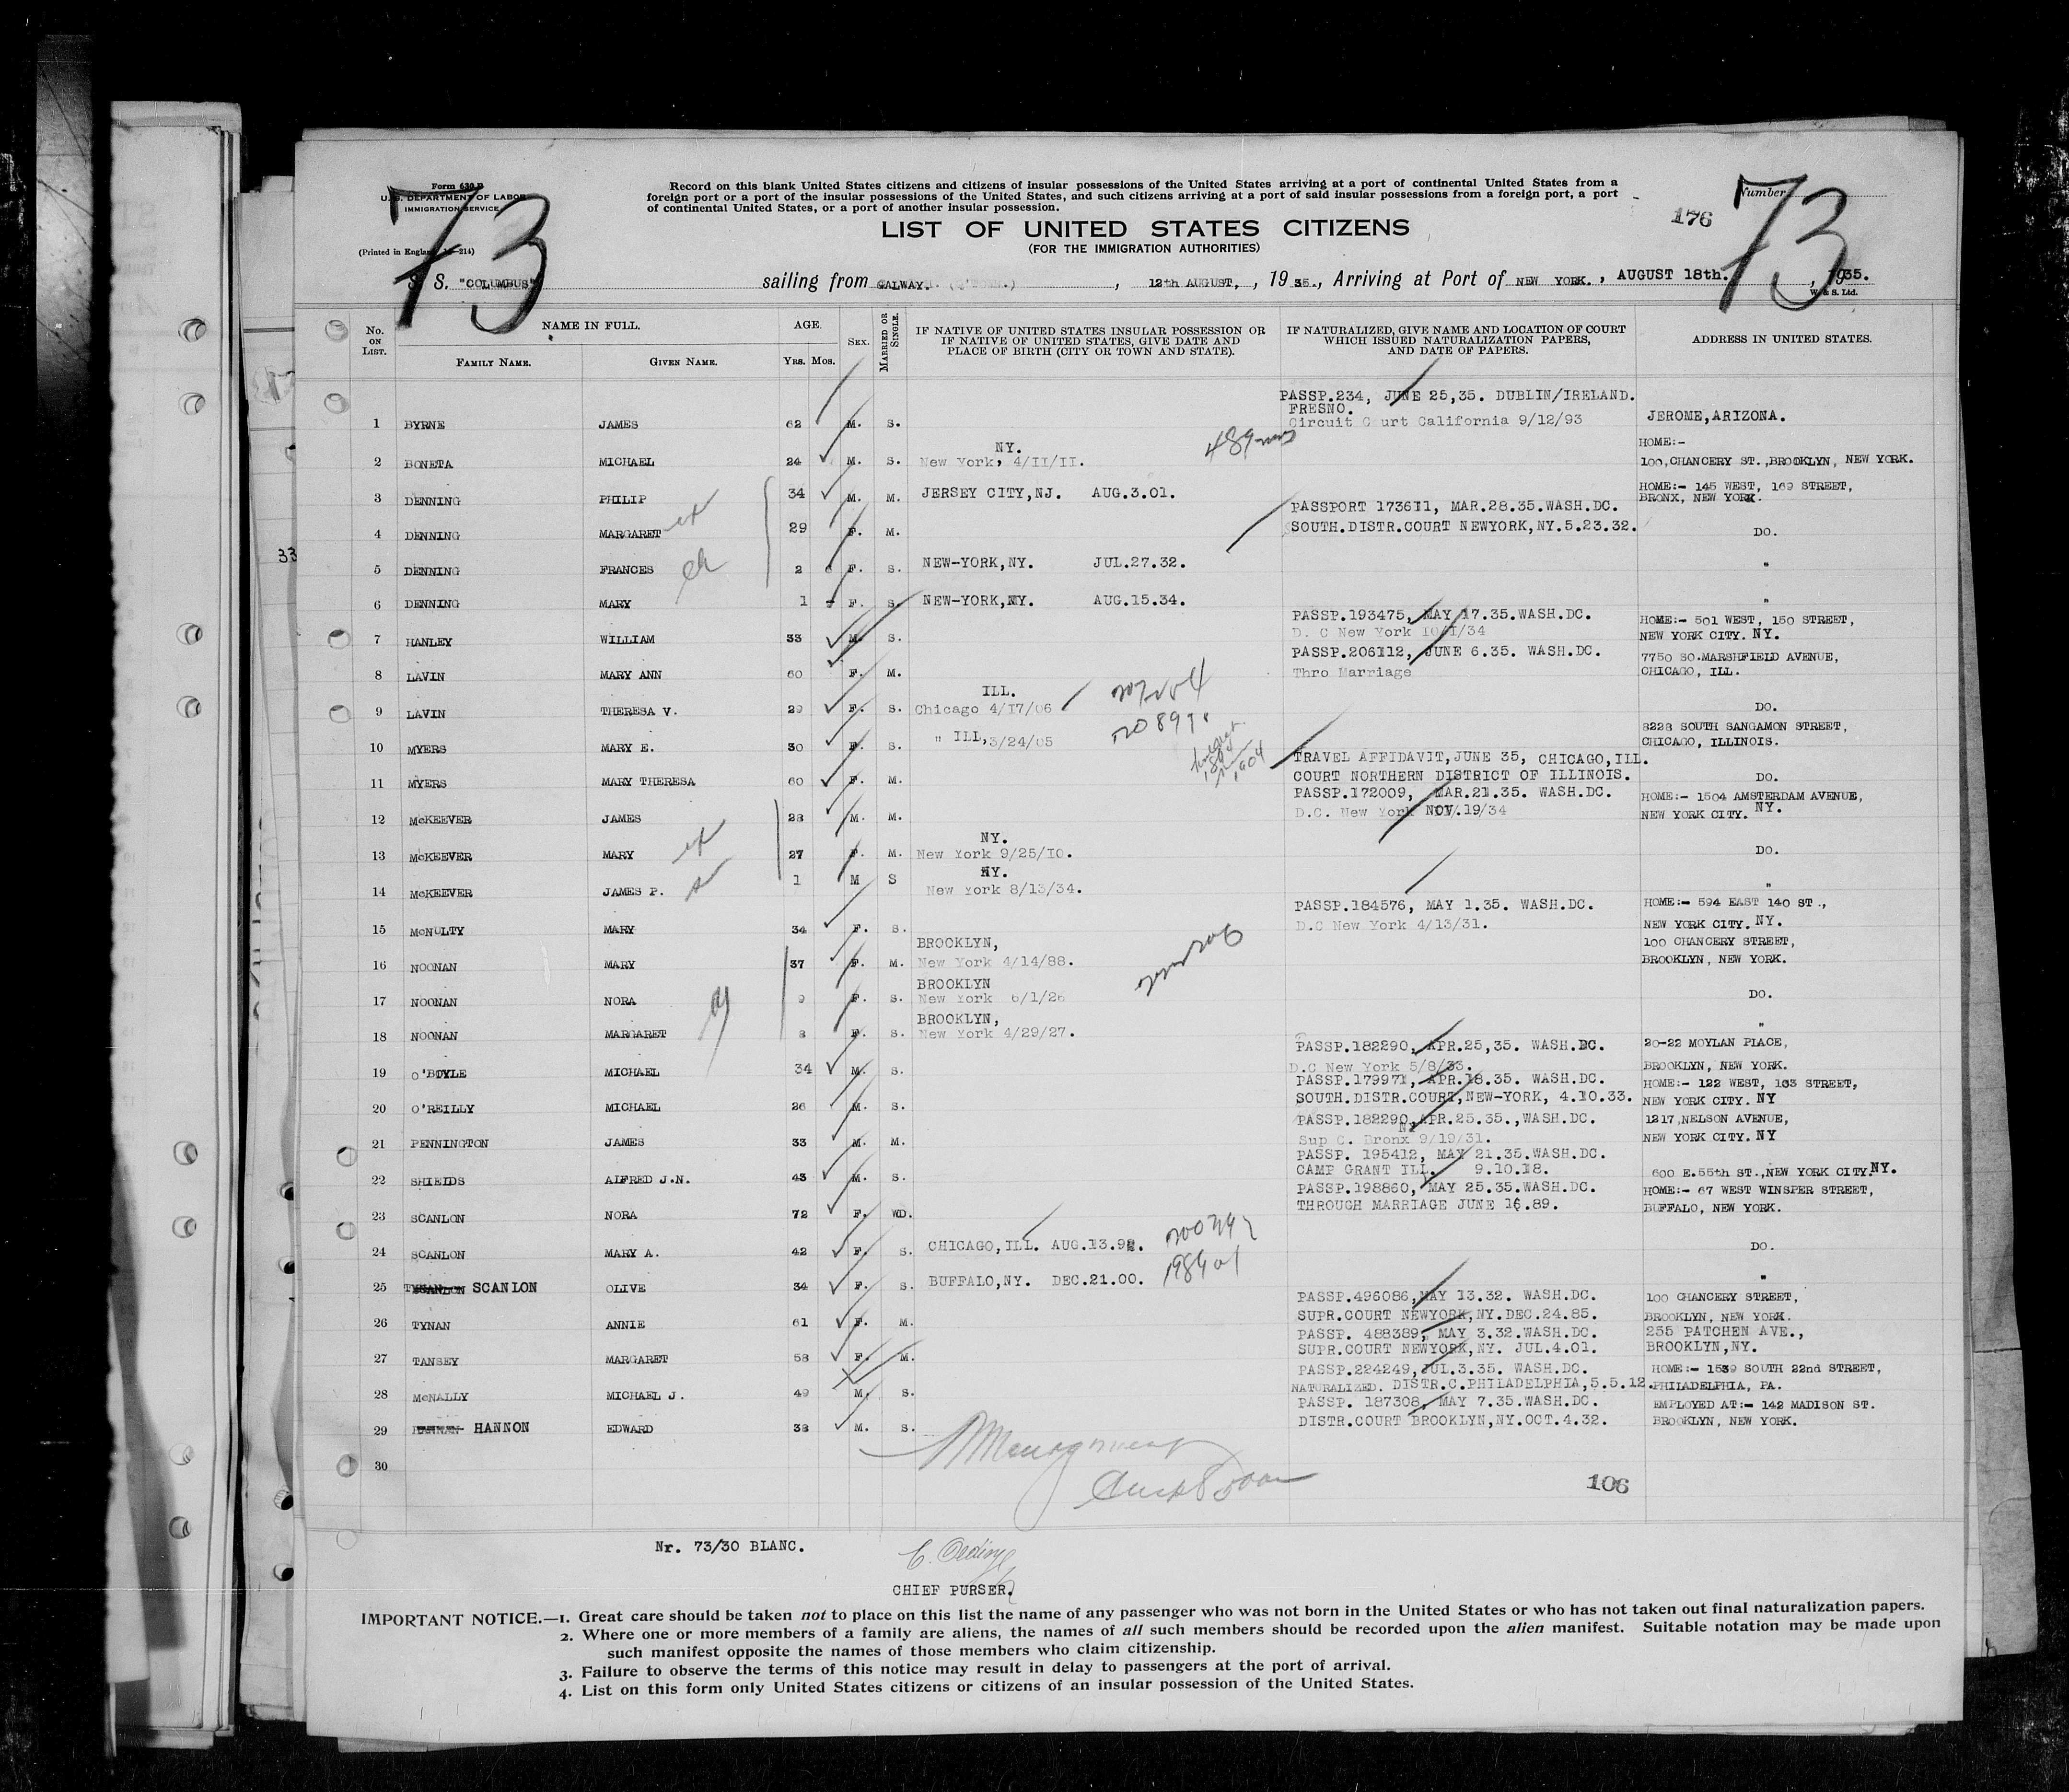 73
73
Form 630 B
U.S. DEPARTMENT OF LABOR
IMMIGRATION SERVICE
(Printed in England —214)
Record on this blank United States citizens and citizens of insular possessions of the United States arriving at a port of continental United States from a
foreign port or a port of the insular possessions of the United States, and such citizens arriving at a port of said insular possessions from a foreign port, a port
of continental United States, or a port of another insular possession.
Number
176
LIST OF UNITED STATES CITIZENS
(FOR THE IMMIGRATION AUTHORITIES)
S. S. "COLUMBUS" sailing from GALWAY. , 12th AUGUST, , 1935., Arriving at Port of NEW YORK. , AUGUST 18th. , 1935.
W. & S. Ltd.
No. ON LIST. NAME IN FULL. AGE. SEX. MARRIED OR SINGLE. IF NATIVE OF UNITED STATES INSULAR POSSESSION OR IF NATIVE OF UNITED STATES, GIVE DATE AND PLACE OF BIRTH (CITY OR TOWN AND STATE). IF NATURALIZED, GIVE NAME AND LOCATION OF COURT WHICH ISSUED NATURALIZATION PAPERS, AND DATE OF PAPERS. ADDRESS IN UNITED STATES.
FAMILY NAME. GIVEN NAME. YRS. MOS.
PASSP.234, JUNE 25,35. DUBLIN/IRELAND.
FRESNO.
1 BYRNE JAMES 62 M. S. Circuit C urt California 9/12/93 JEROME,ARIZONA.
NY. HOME:-
2 BONETA MICHAEL 24 M. S. New York, 4/II/II. 100,CHANCERY ST.,BROOKLYN, NEW YORK.
3 DENNING PHILIP 34 M. M. JERSEY CITY,NJ. AUG.3.01. HOME:- 145 WEST, 169 STREET,
BRONX, NEW YORK.
PASSPORT 173611, MAR.28.35.WASH.DC.
4 DENNING MARGARET 29 F. M. SOUTH.DISTR.COURT NEWYORK,NY.5.23.32. DO.
5 DENNING FRANCES 2 F. S. NEW-YORK,NY. JUL.27.32. "
6 DENNING MARY 1 F. S. NEW-YORK,NY. AUG.15.34. "
PASSP.193475, MAY 17.35.WASH.DC. HOME:- 501 WEST, 150 STREET,
7 HANLEY WILLIAM 33 M. S. D. C New York 10/1/34 NEW YORK CITY. NY.
PASSP.206112, JUNE 6.35. WASH.DC. 7750 SO.MARSHFIELD AVENUE,
8 LAVIN MARY ANN 60 F. M. Thro Marriage CHICAGO, ILL.
ILL.
9 LAVIN THERESA V. 29 F. S. Chicago 4/17/06 DO.
8228 SOUTH SANGAMON STREET,
10 MYERS MARY E. 30 F. S. " ILL,3/24/05 CHICAGO, ILLINOIS.
TRAVEL AFFIDAVIT,JUNE 35, CHICAGO,ILL.
11 MYERS MARY THERESA 60 F. M. COURT NORTHERN DISTRICT OF ILLINOIS. DO.
PASSP.172009, MAR.21.35. WASH.DC. HOME:- 1504 AMSTERDAM AVENUE,
12 McKEEVER JAMES 28 M. M. D.C. New York NOV.19/34 NEW YORK CITY. NY.
NY.
13 McKEEVER MARY 27 F. M. New York 9/25/10. DO.
NY.
14 McKEEVER JAMES P. 1 M S New York 8/13/34. "
PASSP.184576, MAY 1.35. WASH.DC. HOME:- 594 EAST 140 ST.,
15 McNULTY MARY 34 F. S. D.C New York 4/13/31. NEW YORK CITY. NY.
BROOKLYN, 100 CHANCERY STREET,
16 NOONAN MARY 37 F. M. New York 4/14/88. BROOKLYN, NEW YORK.
BROOKLYN
17 NOONAN NORA 9 F. S. New York 6/1/26 DO.
BROOKLYN,
18 NOONAN MARGARET 8 F. S. New York 4/29/27. "
PASSP.182290, APR.25,35. WASH.DC. 20-22 MOYLAN PLACE,
19 O'BOYLE MICHAEL 34 M. S. D.C New York 5/8/33. BROOKLYN, NEW YORK.
PASSP.179971, APR.18.35. WASH.DC. HOME:- 122 WEST, 103 STREET,
20 O'REILLY MICHAEL 26 M. S. SOUTH.DISTR.COURT,NEW-YORK, 4.10.33. NEW YORK CITY. NY
PASSP.182290,APR.25.35.,WASH.DC. 1217 NELSON AVENUE,
21 PENNINGTON JAMES 33 M. M. Sup C. Bronx 9/19/31. NEW YORK CITY. NY
PASSP. 195412, MAY 21.35.WASH.DC.
22 SHIELDS ALFRED J.N. 43 M. S. CAMP GRANT ILL. 9.10.18. 600 E.55th ST.,NEW YORK CITY.NY.
PASSP.198860, MAY 25.35.WASH.DC. HOME:- 67 WEST WINSPER STREET,
23 SCANLON NORA 72 F. WD. THROUGH MARRIAGE JUNE 16.89. BUFFALO, NEW YORK.
24 SCANLON MARY A. 42 F. S. CHICAGO,ILL. AUG.13.92. DO.
25 SCANLON OLIVE 34 F. S. BUFFALO,NY. DEC.21.00. "
PASSP.496086,MAY 13.32. WASH.DC. 100 CHANCERY STREET,
26 TYNAN ANNIE 61 F. M. SUPR.COURT NEWYORK,NY.DEC.24.85. BROOKLYN, NEW YORK.
PASSP. 488389, MAY 3.32.WASH.DC. 255 PATCHEN AVE.,
27 TANSEY MARGARET 58 F. M. SUPR.COURT NEWYORK,NY. JUL.4.01. BROOKLYN,NY.
PASSP.224249,JUL.3.35. WASH.DC. HOME:- 1539 SOUTH 22nd STREET,
28 McNALLY MICHAEL J. 49 M. S. NATURALIZED. DISTR.C.PHILADELPHIA,5.5.12. PHILADELPHIA, PA.
PASSP. 187308, MAY 7.35.WASH.DC. EMPLOYED AT:- 142 MADISON ST.
29 HANNON EDWARD 38 M. S. DISTR.COURT BROOKLYN,NY.OCT.4.32. BROOKLYN, NEW YORK.
30
106
Nr. 73/30 BLANC.
CHIEF PURSER.
IMPORTANT NOTICE.—1. Great care should be taken not to place on this list the name of any passenger who was not born in the United States or who has not taken out final naturalization papers.
2. Where one or more members of a family are aliens, the names of all such members should be recorded upon the alien manifest. Suitable notation may be made upon
such manifest opposite the names of those members who claim citizenship.
3. Failure to observe the terms of this notice may result in delay to passengers at the port of arrival.
4. List on this form only United States citizens or citizens of an insular possession of the United States.
33